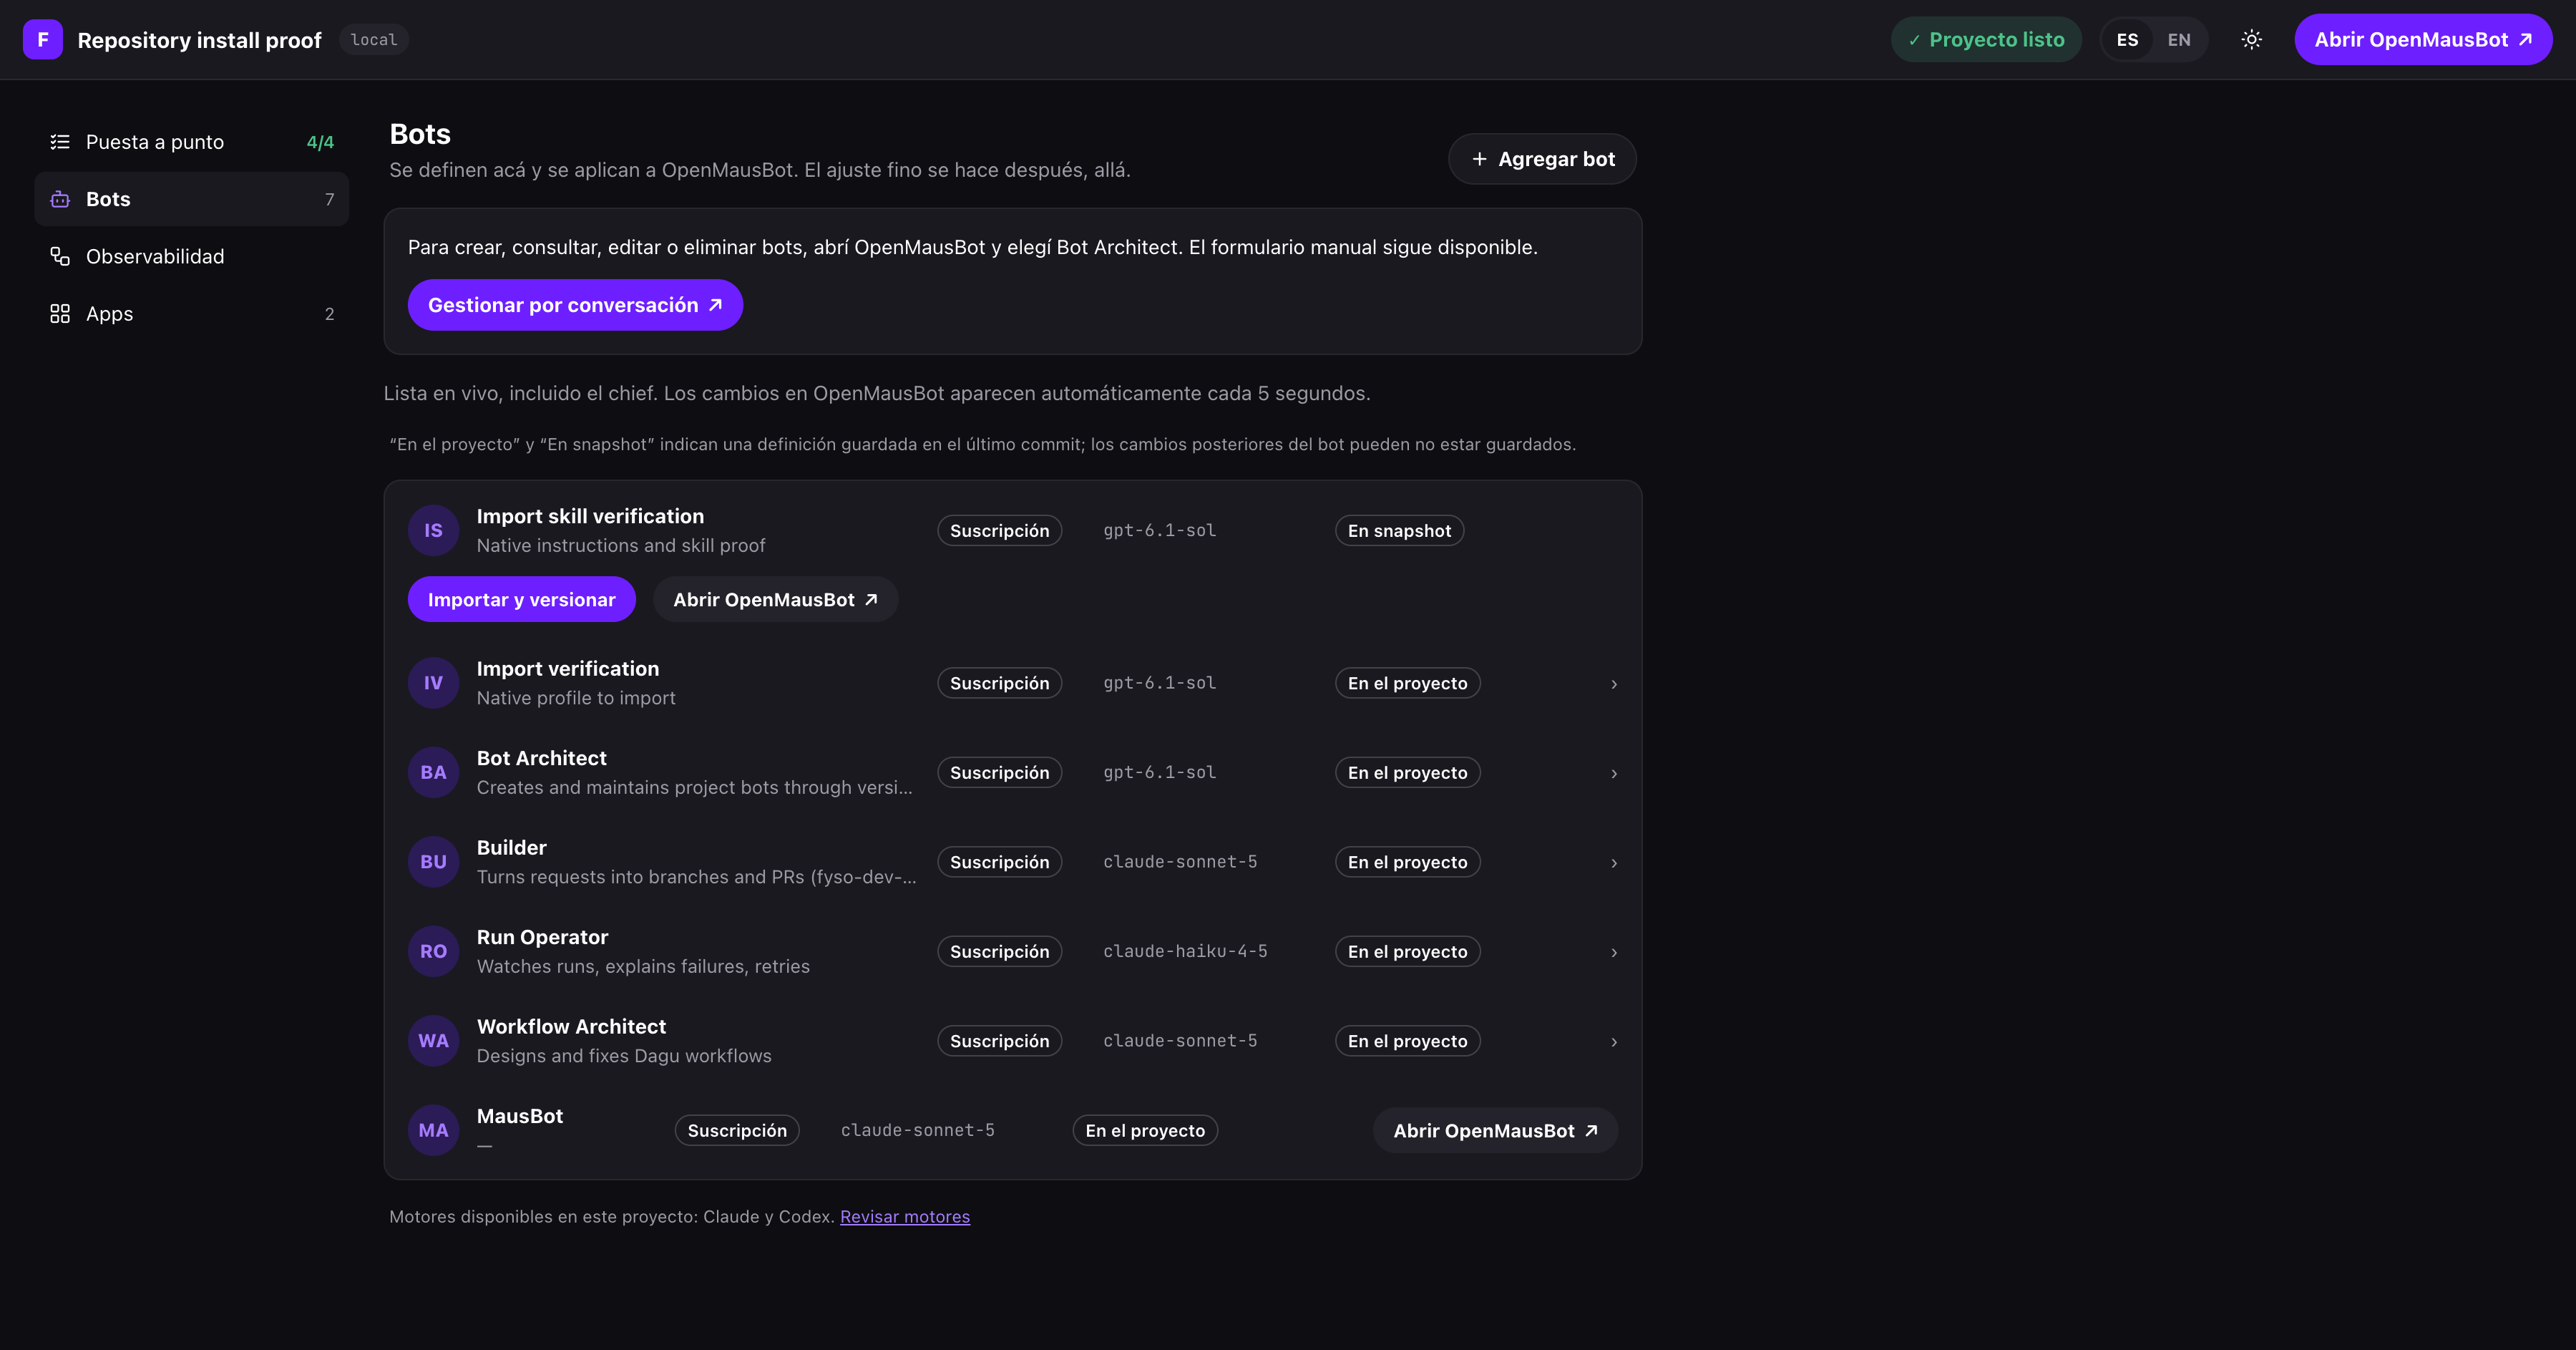 F Repository install proof local ✓ Proyecto listo ES EN Abrir OpenMausBot ↗
Puesta a punto 4/4
Bots 7
Observabilidad
Apps 2
Bots
Se definen acá y se aplican a OpenMausBot. El ajuste fino se hace después, allá.
+ Agregar bot
Para crear, consultar, editar o eliminar bots, abrí OpenMausBot y elegí Bot Architect. El formulario manual sigue disponible.
Gestionar por conversación ↗
Lista en vivo, incluido el chief. Los cambios en OpenMausBot aparecen automáticamente cada 5 segundos.
“En el proyecto” y “En snapshot” indican una definición guardada en el último commit; los cambios posteriores del bot pueden no estar guardados.
IS Import skill verification Suscripción gpt-6.1-sol En snapshot
Native instructions and skill proof
Importar y versionar Abrir OpenMausBot ↗
IV Import verification Suscripción gpt-6.1-sol En el proyecto ›
Native profile to import
BA Bot Architect Suscripción gpt-6.1-sol En el proyecto ›
Creates and maintains project bots through versi...
BU Builder Suscripción claude-sonnet-5 En el proyecto ›
Turns requests into branches and PRs (fyso-dev-...
RO Run Operator Suscripción claude-haiku-4-5 En el proyecto ›
Watches runs, explains failures, retries
WA Workflow Architect Suscripción claude-sonnet-5 En el proyecto ›
Designs and fixes Dagu workflows
MA MausBot Suscripción claude-sonnet-5 En el proyecto Abrir OpenMausBot ↗
—
Motores disponibles en este proyecto: Claude y Codex. Revisar motores